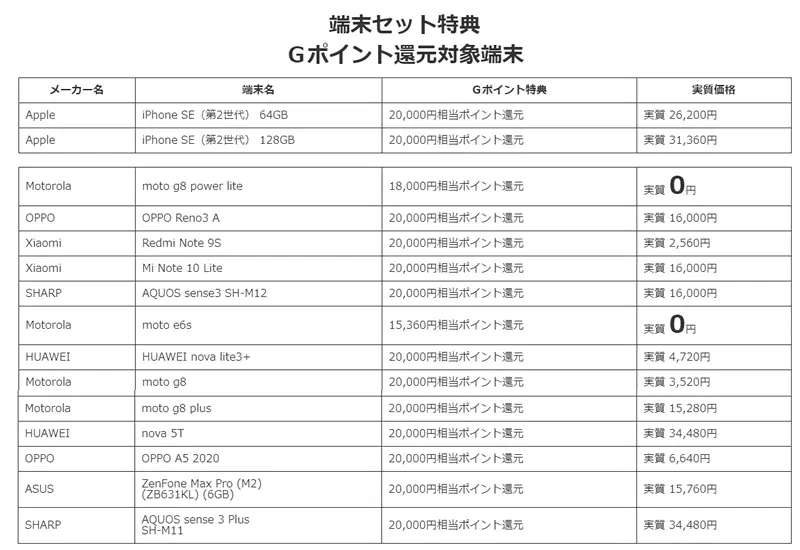 端末セット特典
Gポイント還元対象端末
メーカー名 端末名 Gポイント特典 実質価格
Apple iPhone SE（第2世代） 64GB 20,000円相当ポイント還元 実質 26,200円
Apple iPhone SE（第2世代） 128GB 20,000円相当ポイント還元 実質 31,360円
Motorola moto g8 power lite 18,000円相当ポイント還元 実質 0円
OPPO OPPO Reno3 A 20,000円相当ポイント還元 実質 16,000円
Xiaomi Redmi Note 9S 20,000円相当ポイント還元 実質 2,560円
Xiaomi Mi Note 10 Lite 20,000円相当ポイント還元 実質 16,000円
SHARP AQUOS sense3 SH-M12 20,000円相当ポイント還元 実質 16,000円
Motorola moto e6s 15,360円相当ポイント還元 実質 0円
HUAWEI HUAWEI nova lite3+ 20,000円相当ポイント還元 実質 4,720円
Motorola moto g8 20,000円相当ポイント還元 実質 3,520円
Motorola moto g8 plus 20,000円相当ポイント還元 実質 15,280円
HUAWEI nova 5T 20,000円相当ポイント還元 実質 34,480円
OPPO OPPO A5 2020 20,000円相当ポイント還元 実質 6,640円
ASUS ZenFone Max Pro (M2)
(ZB631KL) (6GB) 20,000円相当ポイント還元 実質 15,760円
SHARP AQUOS sense 3 Plus
SH-M11 20,000円相当ポイント還元 実質 34,480円